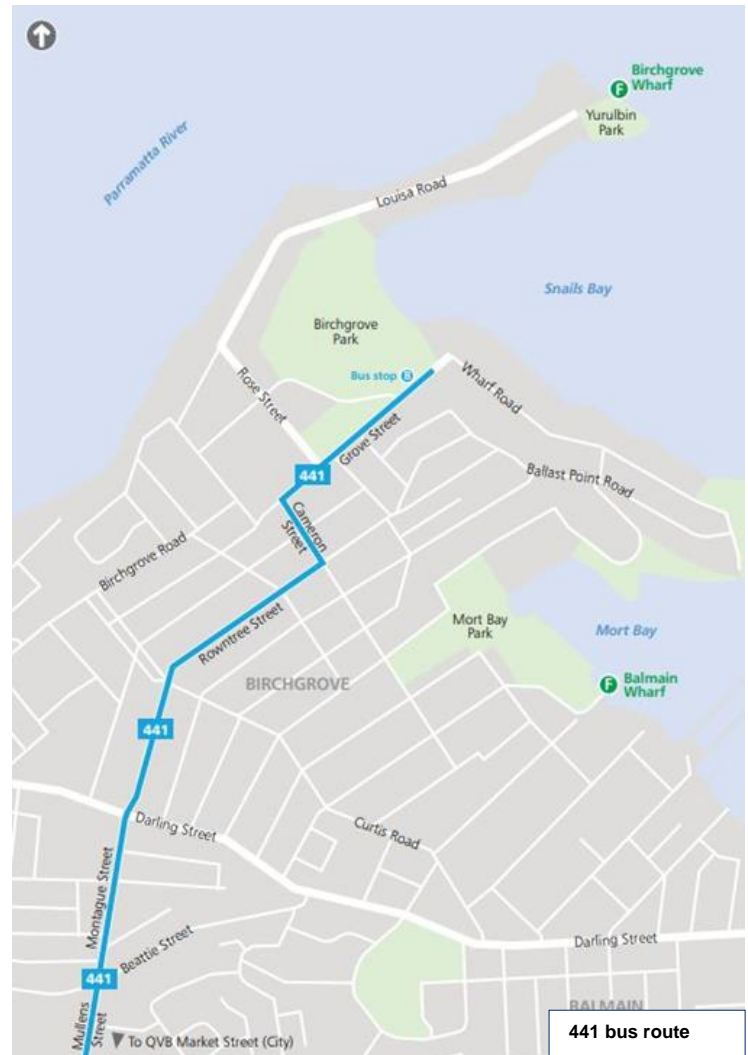 Birchgrove
Wharf
F
Yurulbin
Park
Parramatta River
Louisa Road
Snails Bay
Birchgrove
Park
Bus stop B
Wharf Road
Rose Street
Grove Street
441
Ballast Point Road
Cameron
Street
Birchgrove Road
Rowntree Street
Mort Bay
Park
Mort Bay
BIRCHGROVE
F
Balmain
Wharf
441
Darling Street
Curtis Road
Montague Street
Beattie Street
Darling Street
441
Mullens
Street
BALMAIN
To QVB Market Street (City)
441 bus route